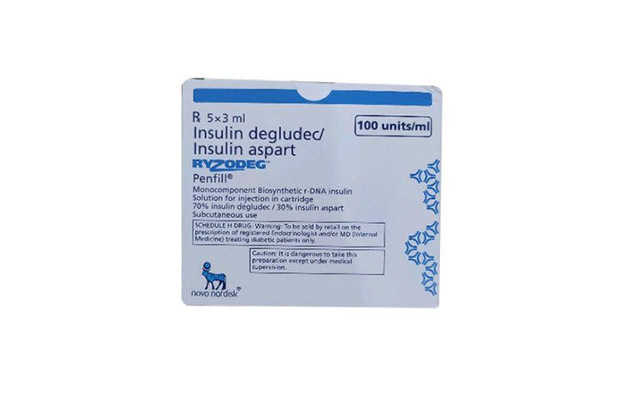 ℞ 5×3 ml
100 units/ml
Insulin degludec/
Insulin aspart
RYZODEG™
Penfill®
Monocomponent Biosynthetic r-DNA insulin
Solution for injection in cartridge
70% insulin degludec / 30% insulin aspart
Subcutaneous use
SCHEDULE H DRUG: Warning: To be sold by retail on the
prescription of registered Endocrinologist and/or MD (Internal
Medicine) treating diabetic patients only.
Caution: It is dangerous to take this
preparation except under medical
supervision.
novo nordisk®